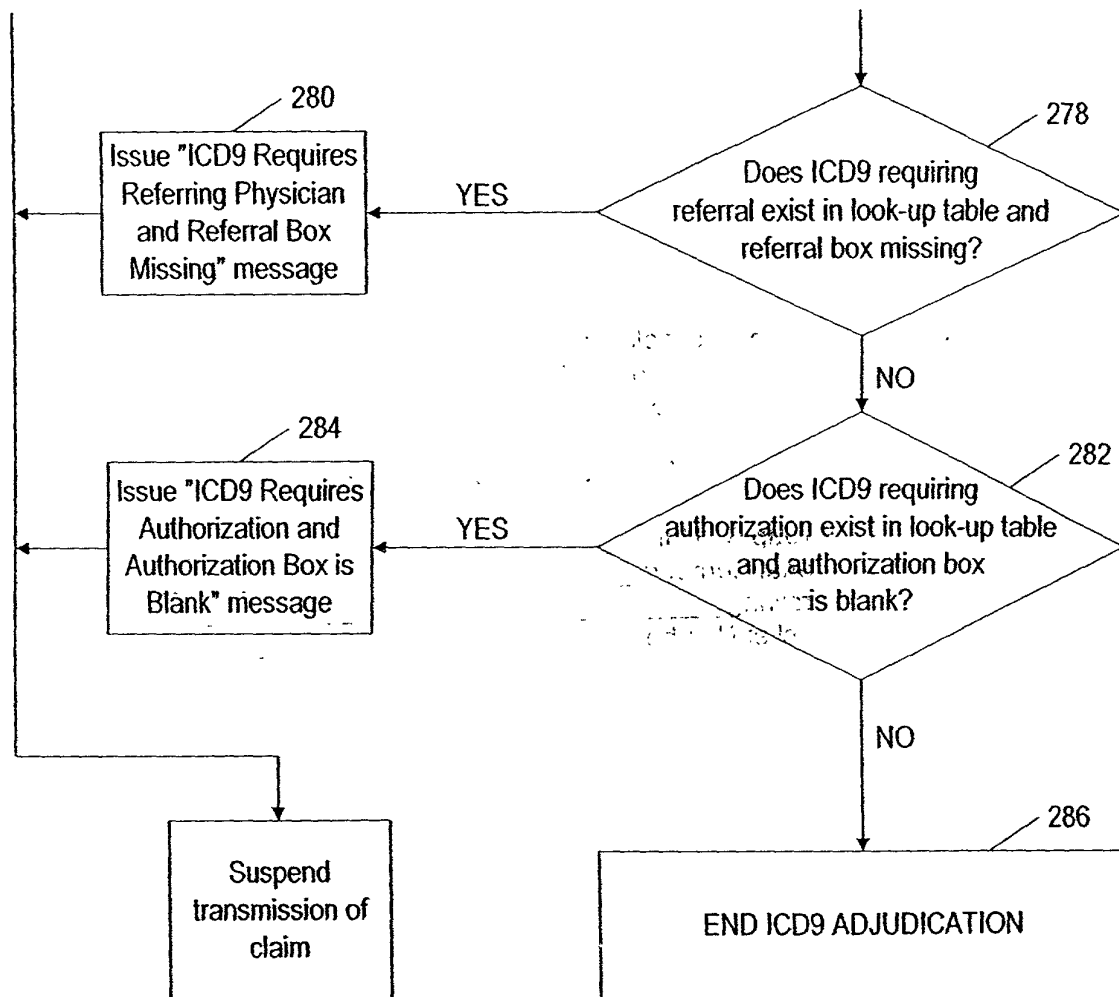 280
Issue "ICD9 Requires
Referring Physician
and Referral Box
Missing" message
YES
278
Does ICD9 requiring
referral exist in look-up table and
referral box missing?
NO
284
Issue "ICD9 Requires
Authorization and
Authorization Box is
Blank" message
YES
282
Does ICD9 requiring
authorization exist in look-up table
and authorization box
is blank?
NO
Suspend
transmission of
claim
286
END ICD9 ADJUDICATION